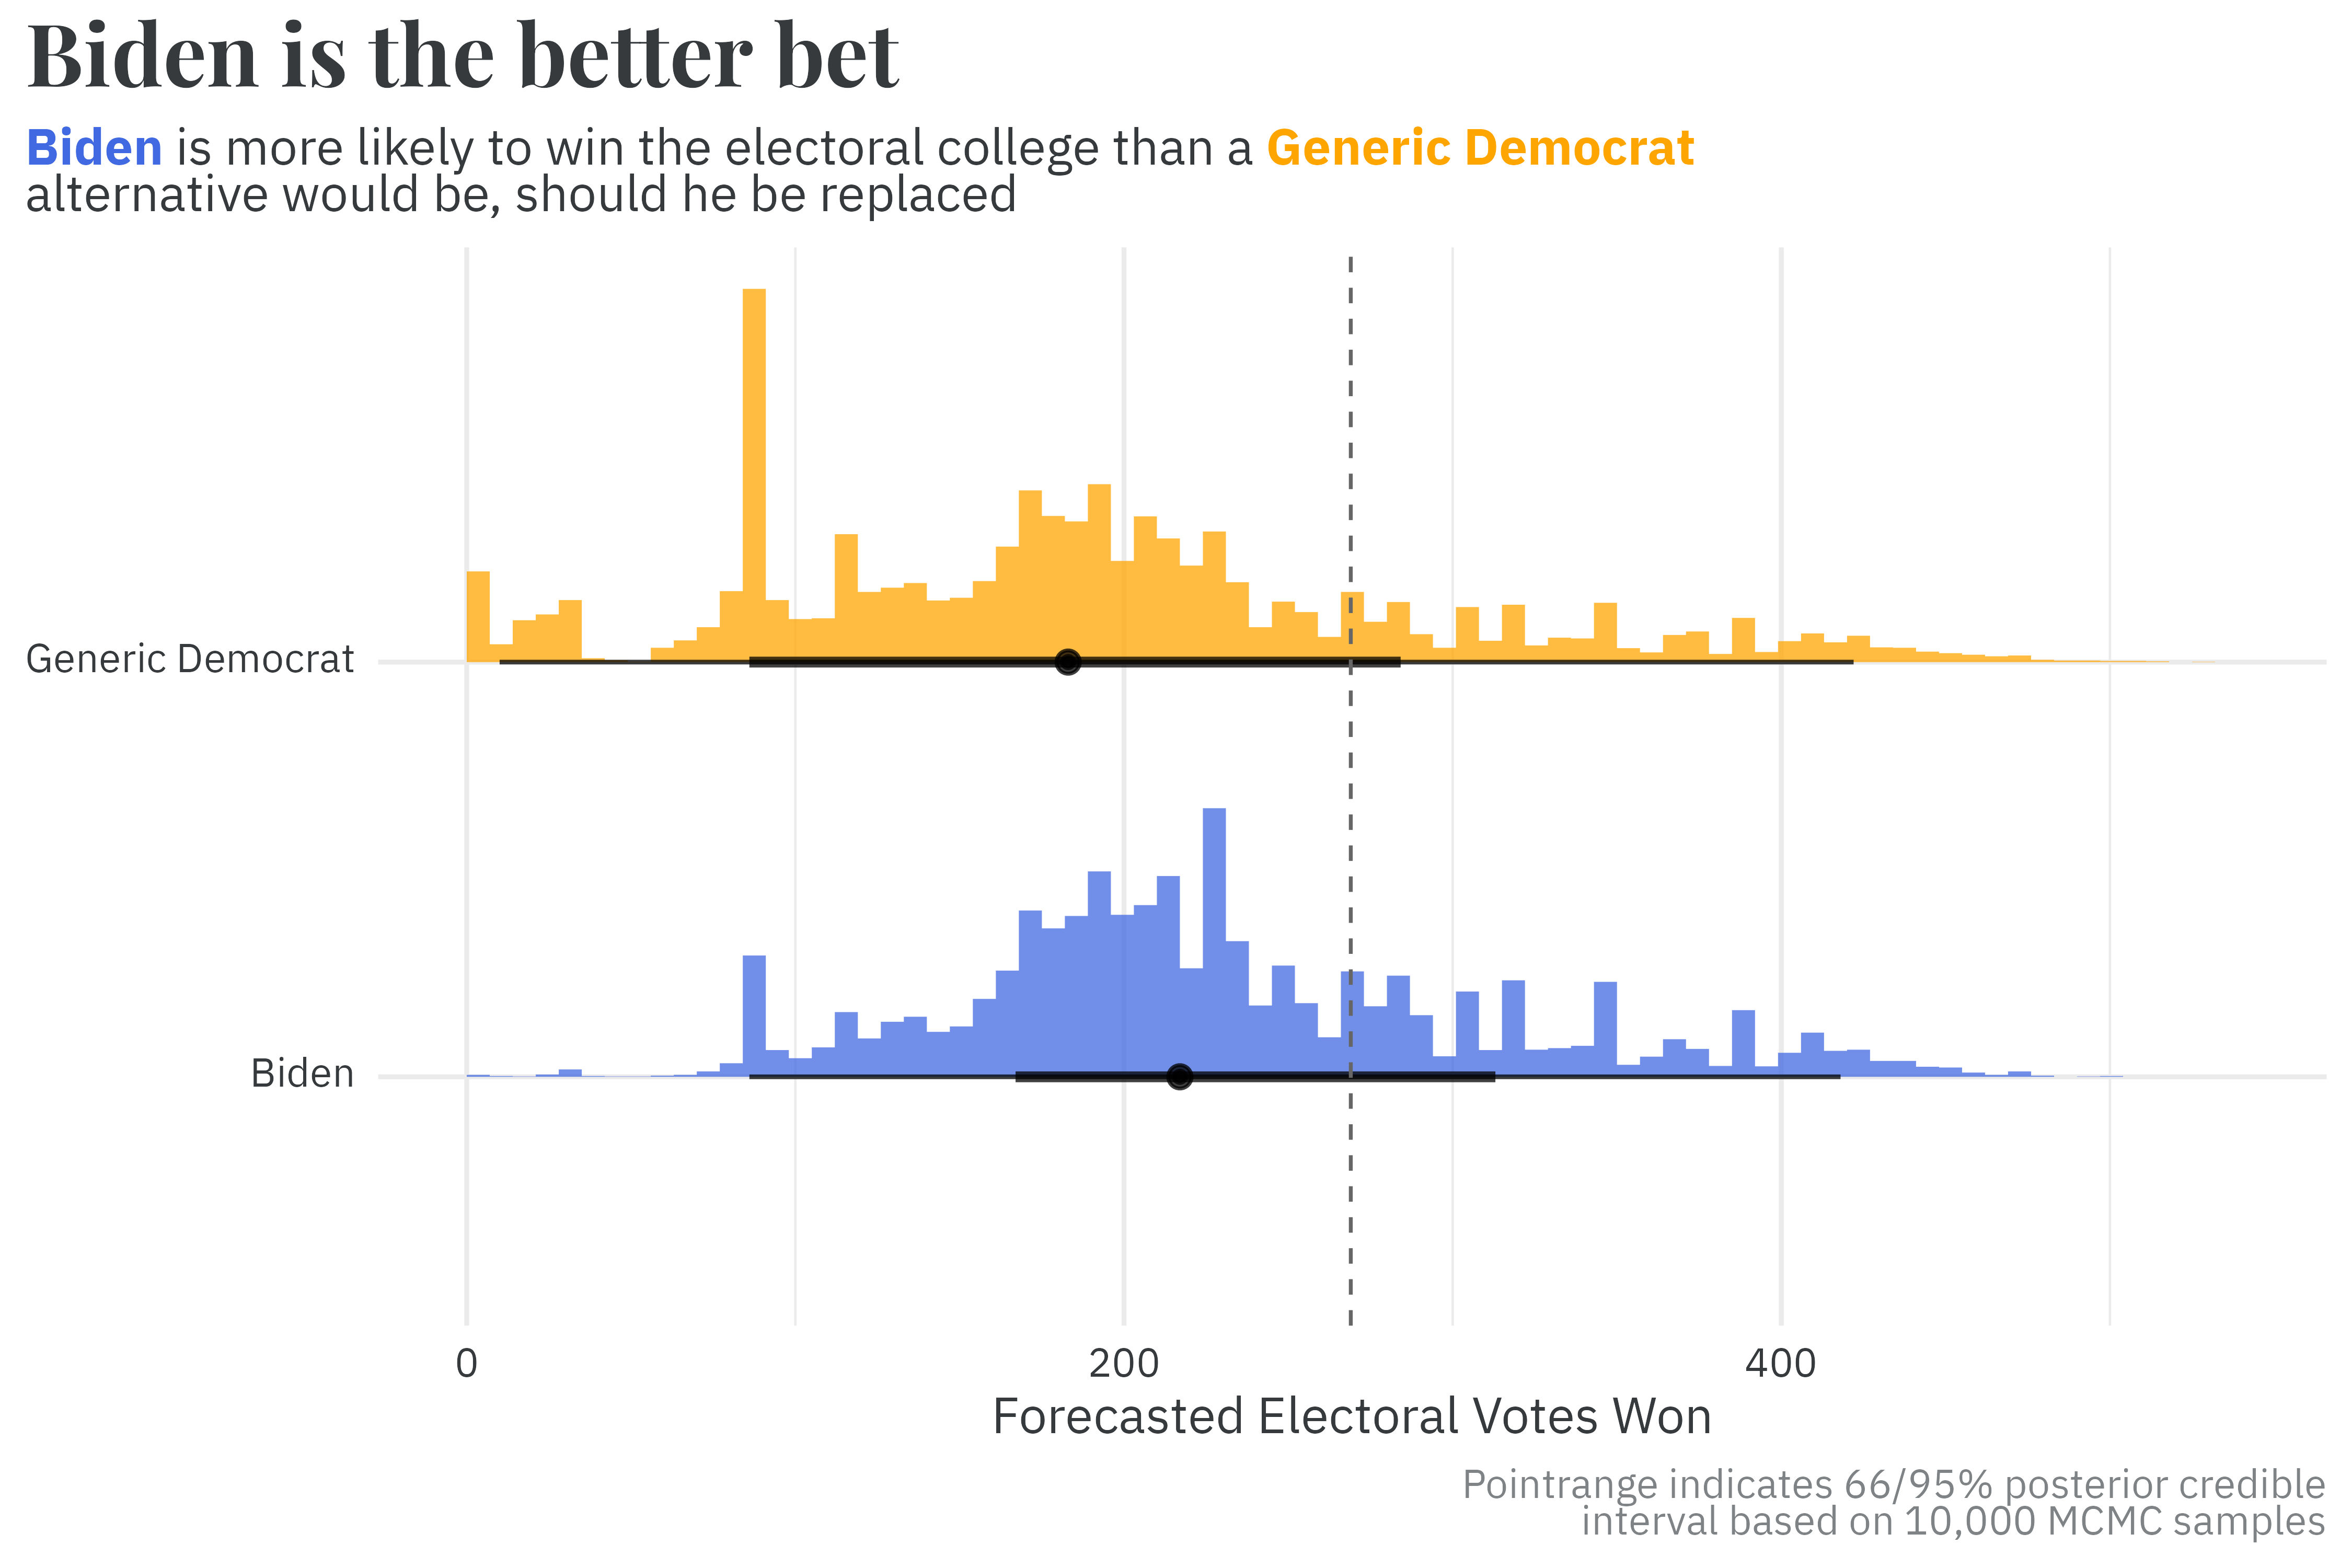 Biden is the better bet
Biden is more likely to win the electoral college than a Generic Democrat
alternative would be, should he be replaced
Generic Democrat
Biden
0
200
400
Forecasted Electoral Votes Won
Pointrange indicates 66/95% posterior credible
interval based on 10,000 MCMC samples